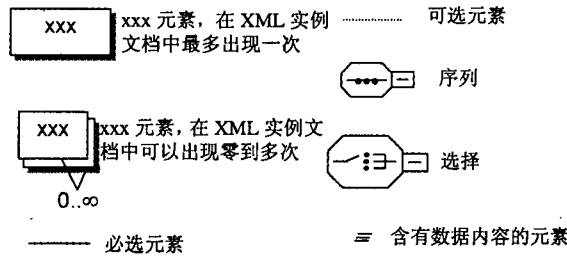 xxx
xxx 元素，在 XML 实例
文档中最多出现一次
可选元素
序列
xxx
xxx 元素，在 XML 实例文
档中可以出现零到多次
0..∞
选择
必选元素
含有数据内容的元素